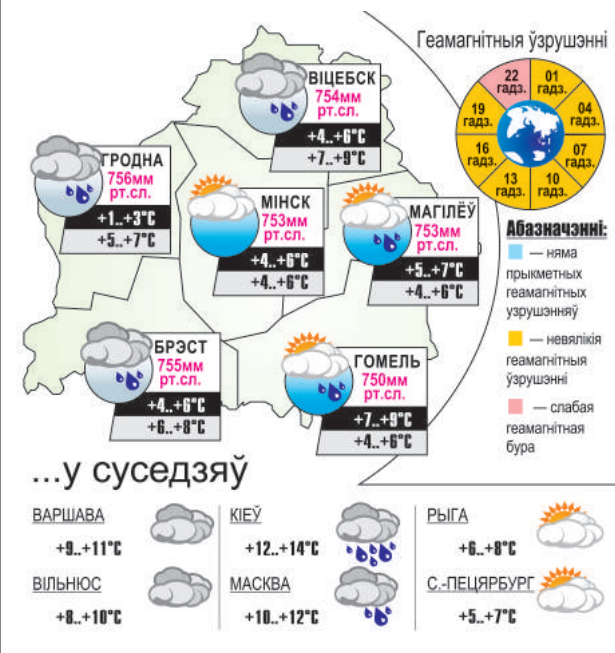 Геамагнітныя ўзрушэнні
22 гадз.
01 гадз.
04 гадз.
07 гадз.
10 гадз.
13 гадз.
16 гадз.
19 гадз.
ВІЦЕБСК
754мм
рт.сл.
+4..+6°C
+7..+9°C
ГРОДНА
756мм
рт.сл.
+1..+3°C
+5..+7°C
МІНСК
753мм
рт.сл.
+4..+6°C
+4..+6°C
МАГІЛЁЎ
753мм
рт.сл.
+5..+7°C
+4..+6°C
БРЭСТ
755мм
рт.сл.
+4..+6°C
+6..+8°C
ГОМЕЛЬ
750мм
рт.сл.
+7..+9°C
+4..+6°C
Абазначэнні:
— няма
прыкметных
геамагнітных
узрушэнняў
— невялікія
геамагнітныя
ўзрушэнні
— слабая
геамагнітная
бура
...у суседзяў
ВАРШАВА
+9..+11°C
КІЕЎ
+12..+14°C
РЫГА
+6..+8°C
ВІЛЬНЮС
+8..+10°C
МАСКВА
+10..+12°C
С.-ПЕЦЯРБУРГ
+5..+7°C